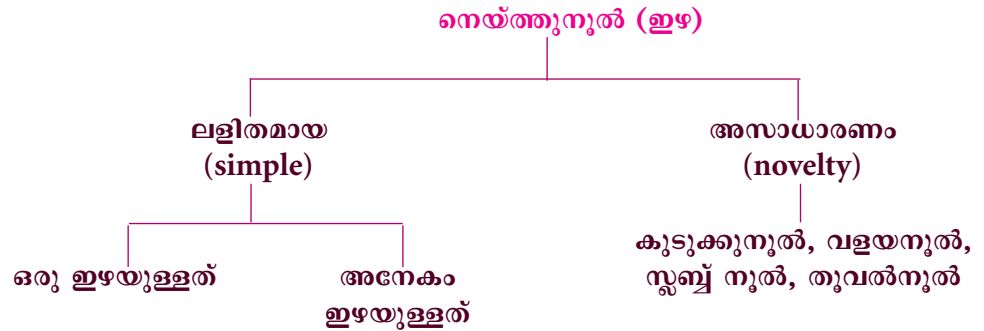 നെയ്ത്തുനൂൽ (ഇഴ)
ലളിതമായ
(simple)
അസാധാരണം
(novelty)
ഒരു ഇഴയുള്ളത്
അനേകം
ഇഴയുള്ളത്
കുടുക്കുനൂൽ, വളയനൂൽ,
സ്ലബ്ബ് നൂൽ, തൂവൽനൂൽ